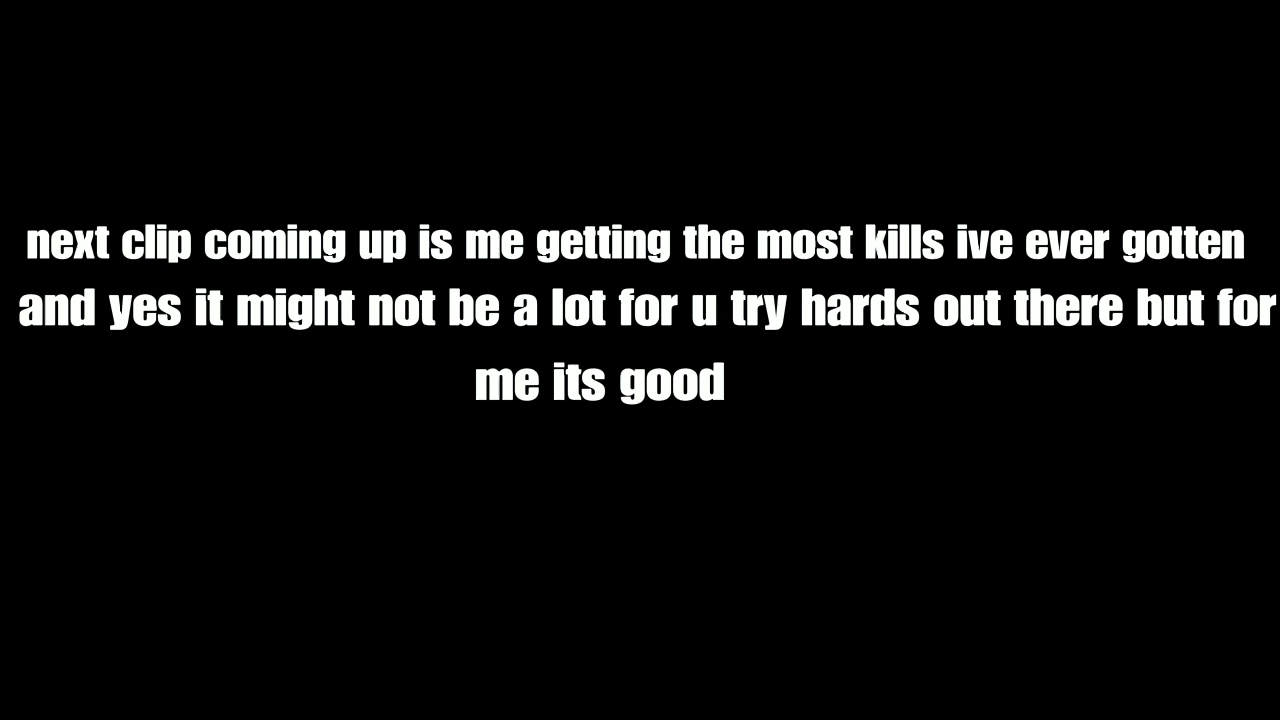 next clip coming up is me getting the most kills ive ever gotten
and yes it might not be a lot for u try hards out there but for
me its good